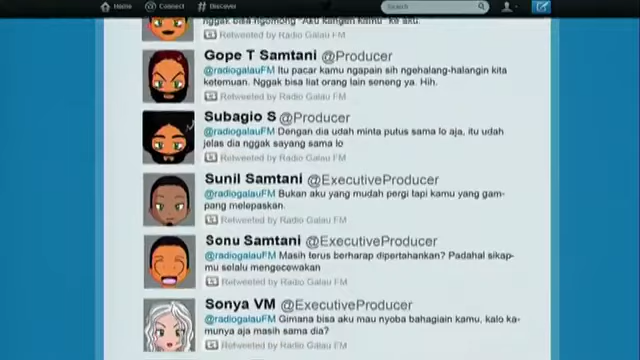 Home Connect # Discover Search
nggak bisa ngomong "Aku kangen kamu" ke aku.
Retweeted by Radio Galau FM
Gope T Samtani @Producer
@radiogalauFM Itu pacar kamu ngapain sih ngehalang-halangin kita
ketemuan. Nggak bisa liat orang lain seneng ya. Hih.
Retweeted by Radio Galau FM
Subagio S @Producer
@radiogalauFM Dengan dia udah minta putus sama lo aja, itu udah
jelas dia nggak sayang sama lo
Retweeted by Radio Galau FM
Sunil Samtani @ExecutiveProducer
@radiogalauFM Bukan aku yang mudah pergi tapi kamu yang gam-
pang melepaskan.
Retweeted by Radio Galau FM
Sonu Samtani @ExecutiveProducer
@radiogalauFM Masih terus berharap dipertahankan? Padahal sikap-
mu selalu mengecewakan
Retweeted by Radio Galau FM
Sonya VM @ExecutiveProducer
@radiogalauFM Gimana bisa aku mau nyoba bahagiain kamu, kalo ka-
munya aja masih sama dia?
Retweeted by Radio Galau FM